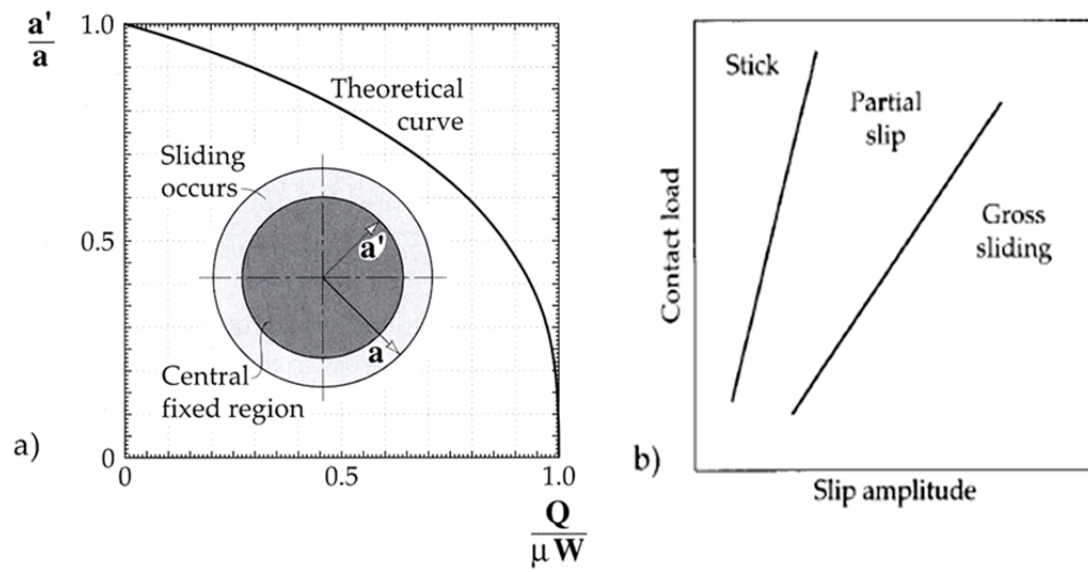 a'
a
1.0
Theoretical
curve
Sliding
occurs
a'
0.5
a
Central
fixed region
a)
0
0
0.5
1.0
Q
μ W
Stick
Partial
slip
Gross
sliding
Contact load
b)
Slip amplitude